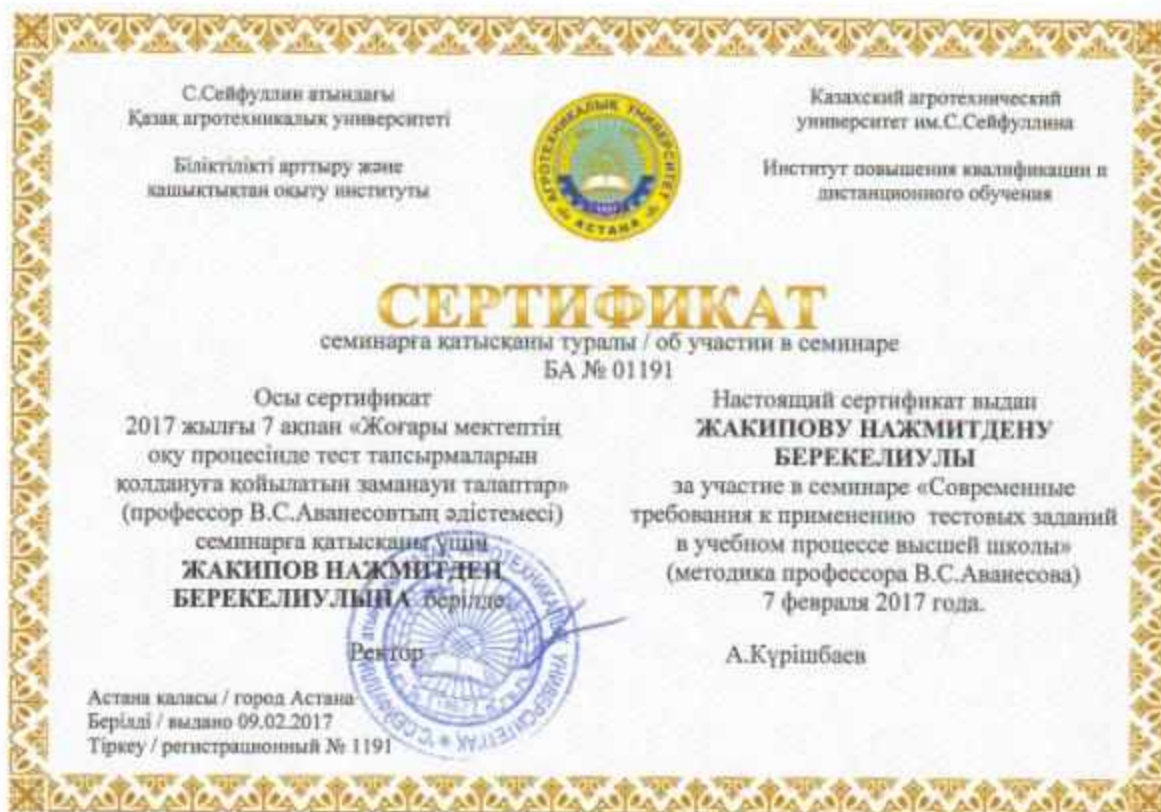 С.Сейфуллин атындағы
Қазақ агротехникалық университеті
Біліктілікті арттыру және
қашықтықтан оқыту институты
АГРОТЕХНИКАЛЫҚ УНИВЕРСИТЕТ
АСТАНА
Казахский агротехнический
университет им.С.Сейфуллина
Институт повышения квалификации и
дистанционного обучения
СЕРТИФИКАТ
семинарға қатысқаны туралы / об участии в семинаре
БА № 01191
Осы сертификат
2017 жылғы 7 ақпан «Жоғары мектептің
оқу процесінде тест тапсырмаларын
қолдануға қойылатын заманауи талаптар»
(профессор В.С.Аванесовтың әдістемесі)
семинарға қатысқаны үшін
ЖАКИПОВ НАЖМИТДЕН
БЕРЕКЕЛИУЛЫНА берілде.
Настоящий сертификат выдан
ЖАКИПОВУ НАЖМИТДЕНУ
БЕРЕКЕЛИУЛЫ
за участие в семинаре «Современные
требования к применению тестовых заданий
в учебном процессе высшей школы»
(методика профессора В.С.Аванесова)
7 февраля 2017 года.
Ректор
А.Күрішбаев
Астана қаласы / город Астана
Берілді / выдано 09.02.2017
Тіркеу / регистрационный № 1191